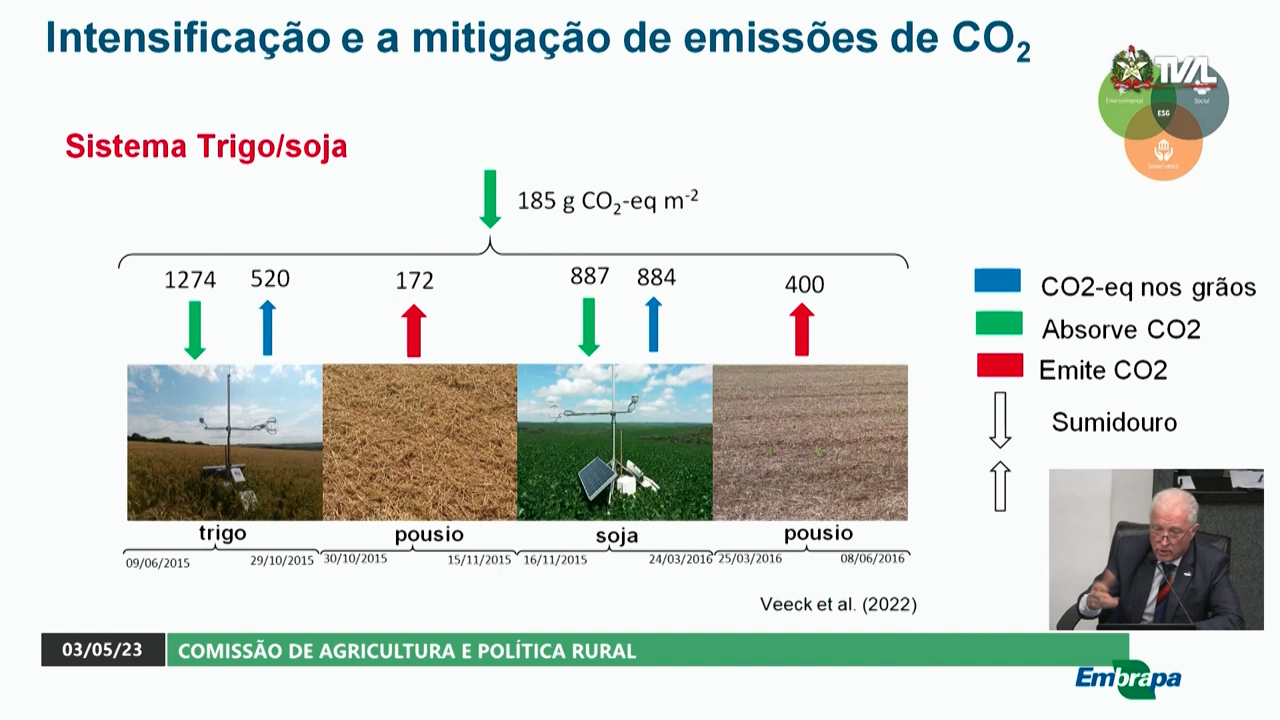 Intensificação e a mitigação de emissões de CO₂
TVAL
Environmental
Social
ESG
Governance
Sistema Trigo/soja
185 g CO₂-eq m⁻²
1274 520 172 887 884 400
CO2-eq nos grãos
Absorve CO2
Emite CO2
Sumidouro
trigo pousio soja pousio
09/06/2015 29/10/2015 30/10/2015 15/11/2015 16/11/2015 24/03/2016 25/03/2016 08/06/2016
Veeck et al. (2022)
03/05/23 COMISSÃO DE AGRICULTURA E POLÍTICA RURAL
Embrapa